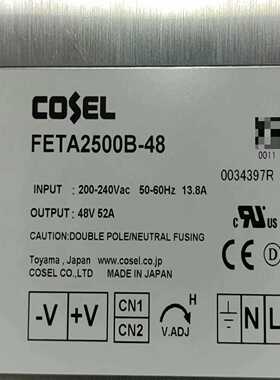 COSEL
FETA2500B-48
0011
0034397R
INPUT : 200-240Vac 50-60Hz 13.8A
OUTPUT : 48V 52A
CAUTION:DOUBLE POLE/NEUTRAL FUSING
c RU us
Toyama , Japan www.cosel.co.jp
COSEL CO.,LTD MADE IN JAPAN
CE D
-V +V CN1 CN2 H V.ADJ N L